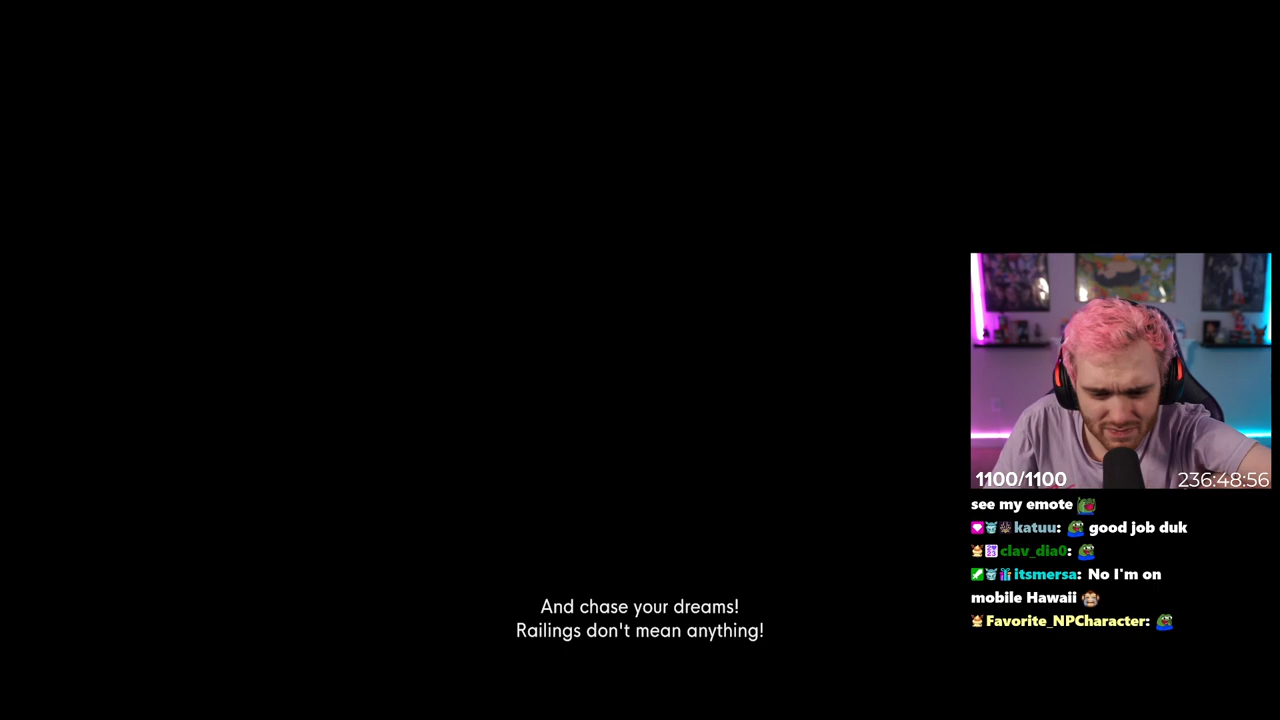 And chase your dreams!
Railings don't mean anything!
1100/1100 236:48:56
see my emote
katuu: good job duk
clav_dia0:
itsmersa: No I'm on
mobile Hawaii
Favorite_NPCharacter: